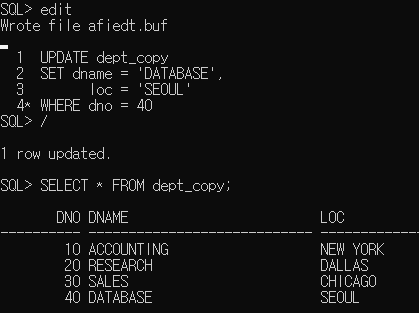 SQL> edit
Wrote file afiedt.buf
1 UPDATE dept_copy
2 SET dname = 'DATABASE',
3 loc = 'SEOUL'
4* WHERE dno = 40
SQL> /
1 row updated.
SQL> SELECT * FROM dept_copy;
DNO DNAME LOC
---------- ---------------------------- --------
10 ACCOUNTING NEW YORK
20 RESEARCH DALLAS
30 SALES CHICAGO
40 DATABASE SEOUL